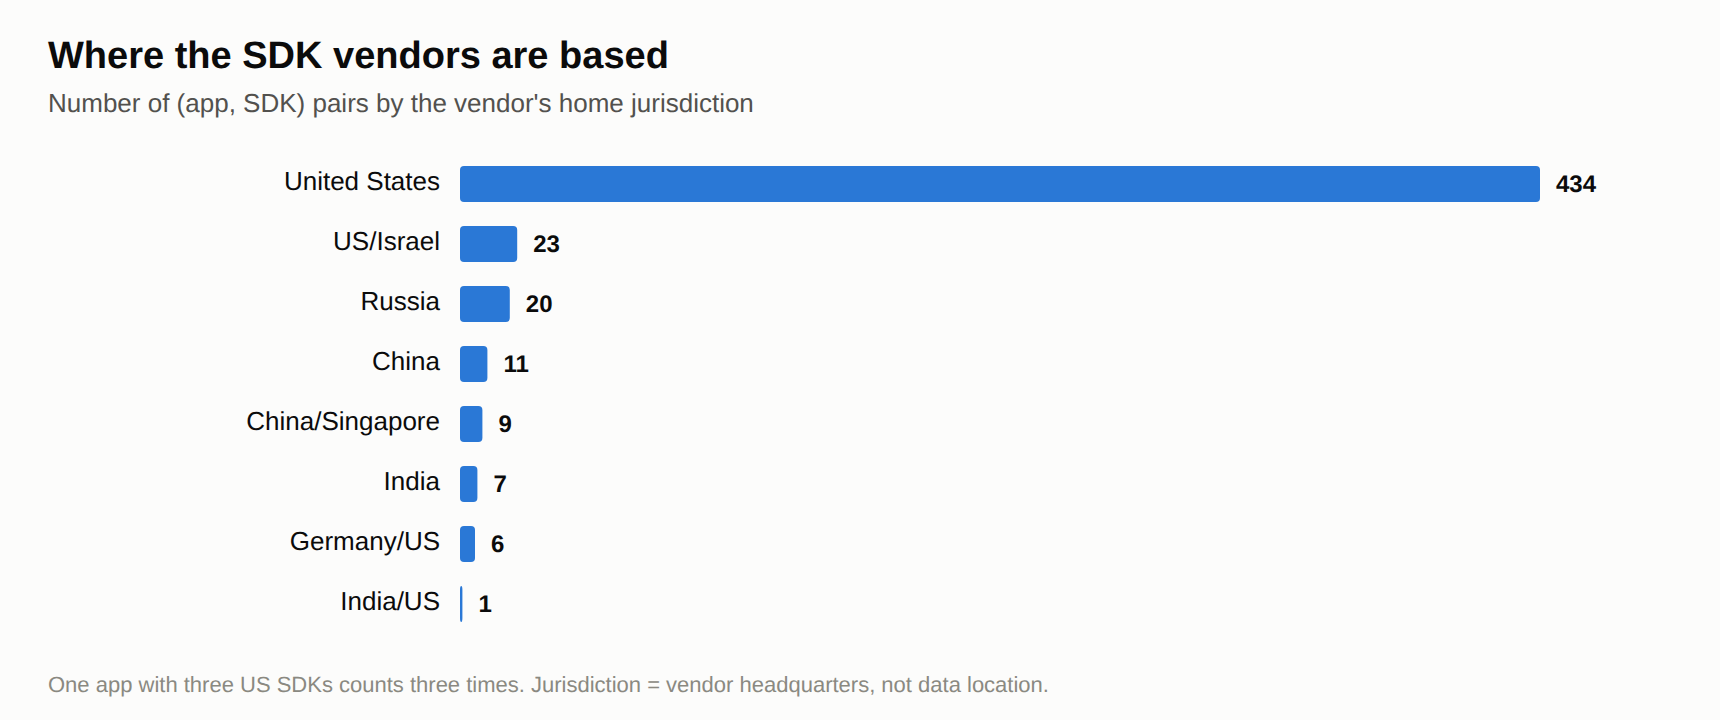 Where the SDK vendors are based
Number of (app, SDK) pairs by the vendor's home jurisdiction
United States 434
US/Israel 23
Russia 20
China 11
China/Singapore 9
India 7
Germany/US 6
India/US 1
One app with three US SDKs counts three times. Jurisdiction = vendor headquarters, not data location.